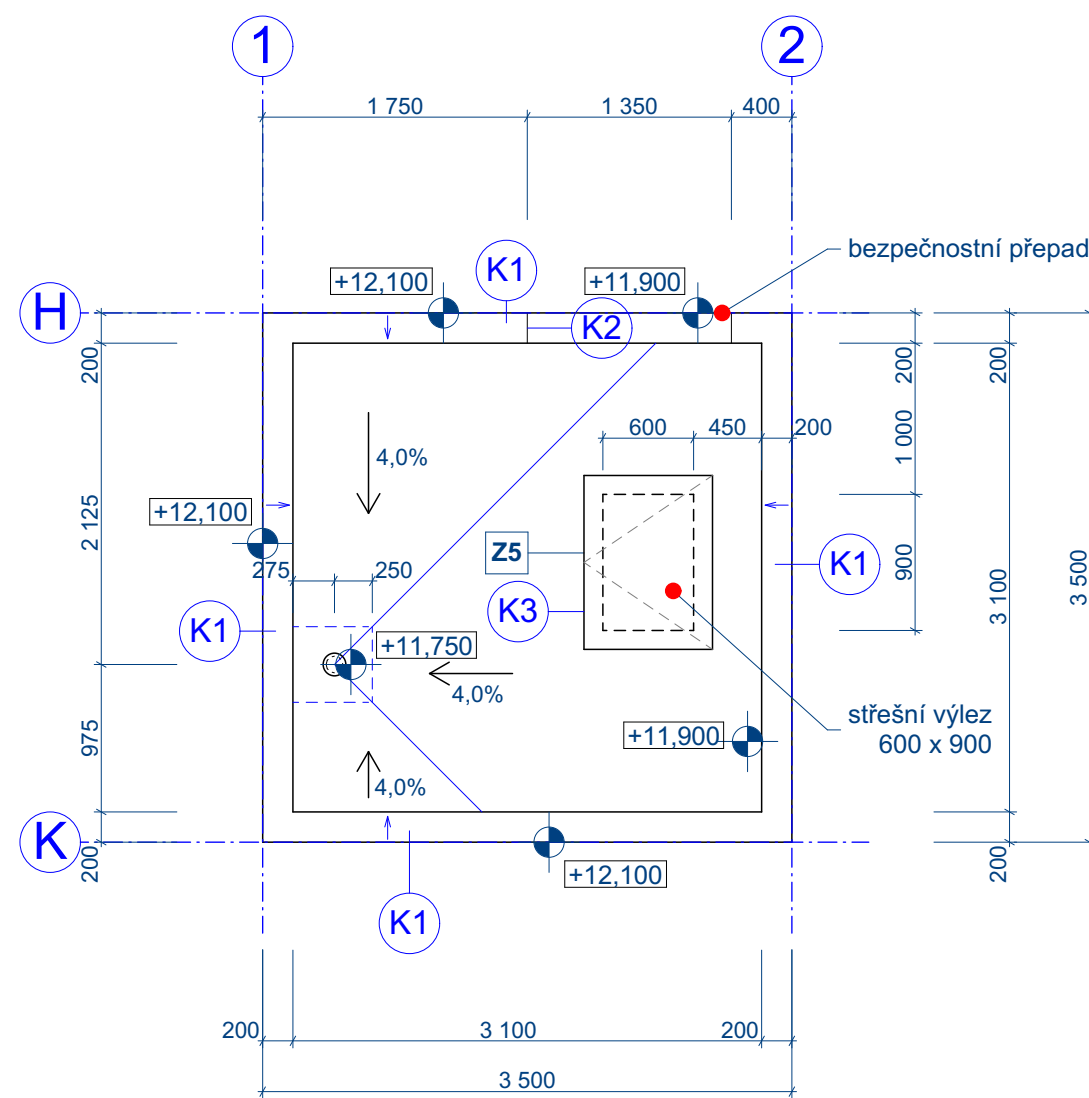 1
2
1 750
1 350
400
bezpečnostní přepad
K1
+12,100
+11,900
H
K2
200
200
200
600
450
200
1 000
4,0%
+12,100
2 125
Z5
900
K1
275
250
K3
3 100
3 500
K1
+11,750
4,0%
střešní výlez
600 x 900
+11,900
975
4,0%
K
200
+12,100
200
K1
200
3 100
200
3 500